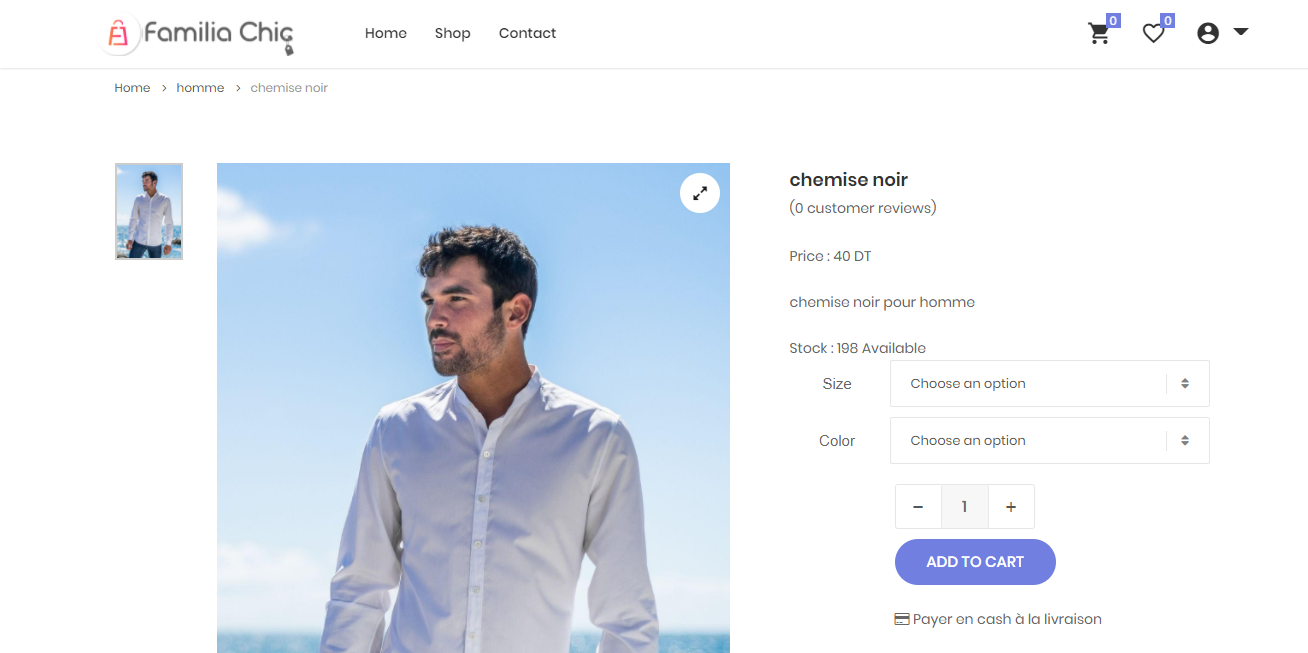 Familia Chic
Home Shop Contact
0 0
Home > homme > chemise noir
chemise noir
(0 customer reviews)
Price : 40 DT
chemise noir pour homme
Stock : 198 Available
Size Choose an option
Color Choose an option
- 1 +
ADD TO CART
Payer en cash à la livraison